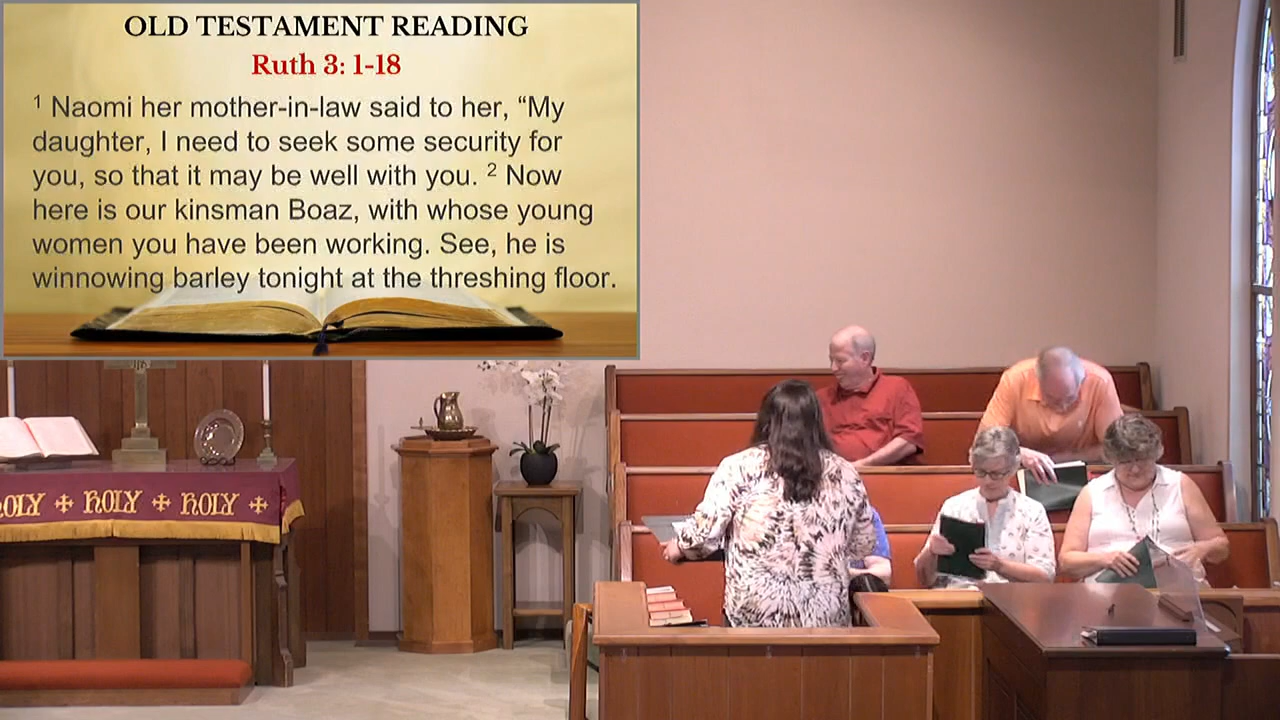 OLD TESTAMENT READING
Ruth 3: 1-18
1 Naomi her mother-in-law said to her, “My
daughter, I need to seek some security for
you, so that it may be well with you. 2 Now
here is our kinsman Boaz, with whose young
women you have been working. See, he is
winnowing barley tonight at the threshing floor.
HOLY HOLY HOLY